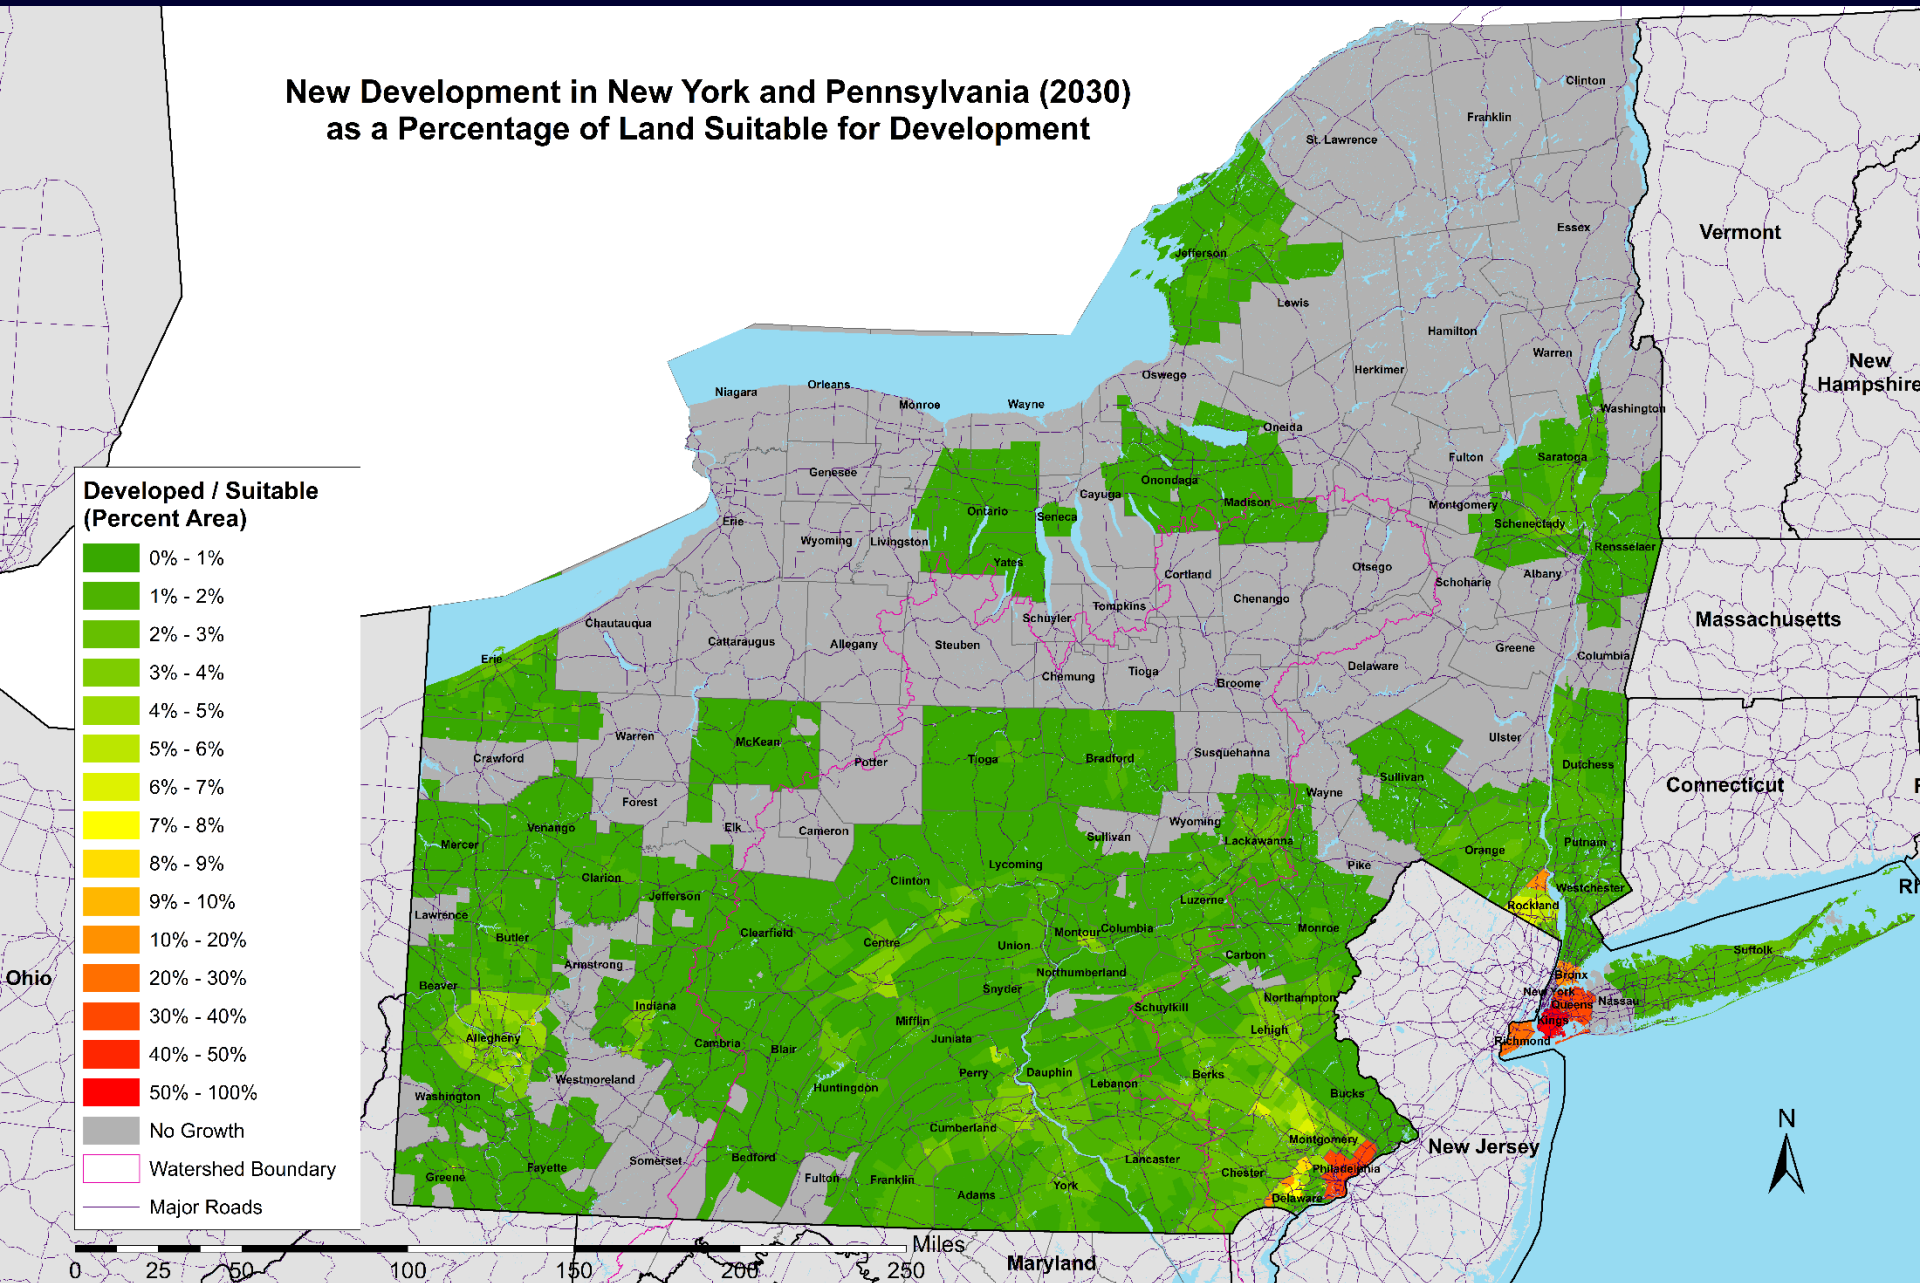 New Development in New York and Pennsylvania (2030)
as a Percentage of Land Suitable for Development
Clinton
Franklin
St. Lawrence
Essex
Vermont
Jefferson
Lewis
Hamilton
Warren
New
Hampshire
Herkimer
Oswego
Niagara
Orleans
Monroe
Wayne
Washington
Oneida
Fulton
Saratoga
Genesee
Onondaga
Cayuga
Madison
Montgomery
Ontario
Seneca
Schenectady
Erie
Wyoming
Livingston
Rensselaer
Yates
Cortland
Otsego
Schoharie
Albany
Chenango
Tompkins
Massachusetts
Schuyler
Chautauqua
Cattaraugus
Allegany
Steuben
Greene
Columbia
Erie
Delaware
Chemung
Tioga
Broome
Warren
McKean
Ulster
Crawford
Potter
Tioga
Bradford
Susquehanna
Dutchess
Sullivan
Connecticut
Wayne
Forest
Venango
Elk
Cameron
Sullivan
Wyoming
Lackawanna
Mercer
Orange
Putnam
Lycoming
Pike
Clarion
Clinton
Westchester
RI
Jefferson
Luzerne
Rockland
Lawrence
Butler
Clearfield
Centre
Union
Montour
Columbia
Monroe
Suffolk
Ohio
Armstrong
Carbon
Northumberland
Bronx
Beaver
Snyder
New York
Northampton
Nassau
Indiana
Schuylkill
Queens
Mifflin
Lehigh
Kings
Allegheny
Cambria
Blair
Juniata
Richmond
Westmoreland
Huntingdon
Perry
Dauphin
Lebanon
Berks
Washington
Bucks
Cumberland
Montgomery
New Jersey
Somerset
Bedford
Lancaster
Fayette
Greene
Fulton
Franklin
Adams
York
Chester
Philadelphia
Delaware
Maryland
N
Developed / Suitable
(Percent Area)
0% - 1%
1% - 2%
2% - 3%
3% - 4%
4% - 5%
5% - 6%
6% - 7%
7% - 8%
8% - 9%
9% - 10%
10% - 20%
20% - 30%
30% - 40%
40% - 50%
50% - 100%
No Growth
Watershed Boundary
Major Roads
Miles
0 25 50 100 150 200 250